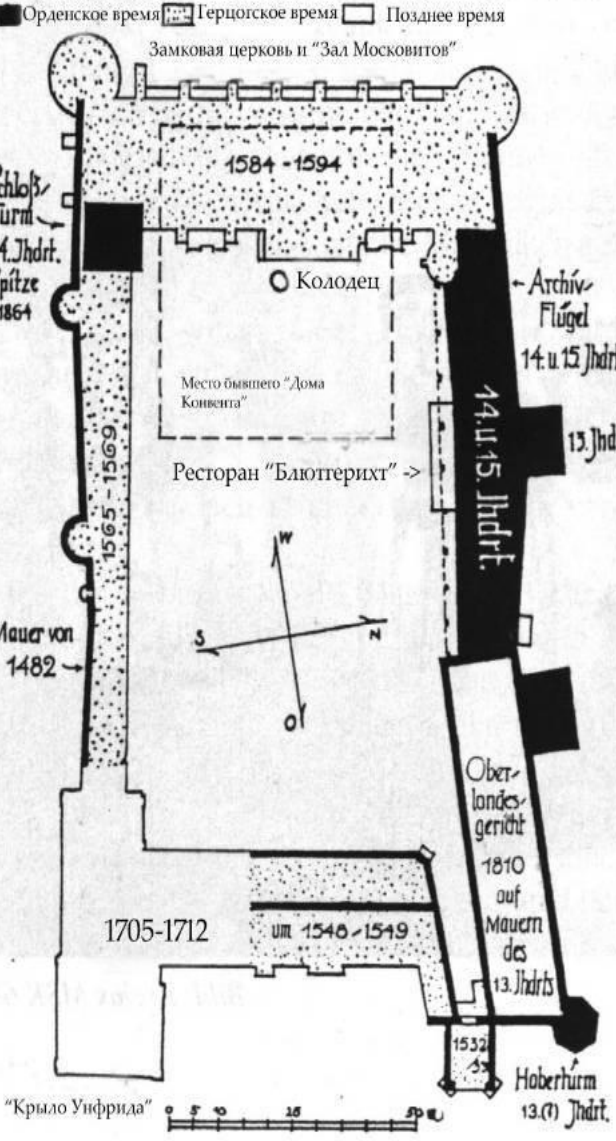 Орденское время Герцогское время Позднее время
Замковая церковь и "Зал Московитов"
1584-1594
Turm
4. Jhdrt.
1864
Колодец
Archiv-
Flügel
14. u. 15 Jhdrt
13. Jhd
Место бывшего "Дома
Конвента"
14. u. 15. Jhdrt.
1565-1569
Ресторан "Блютгерихт" ->
W
S
N
O
Mauer von
1482
Ober-
landes-
gericht
1810
auf
Mauern
des
13. Jhdrts
1705-1712
um 1548-1549
1532
Haberturm
13.(?) Jhdrt.
"Крыло Унфрида"
0 5 10 50